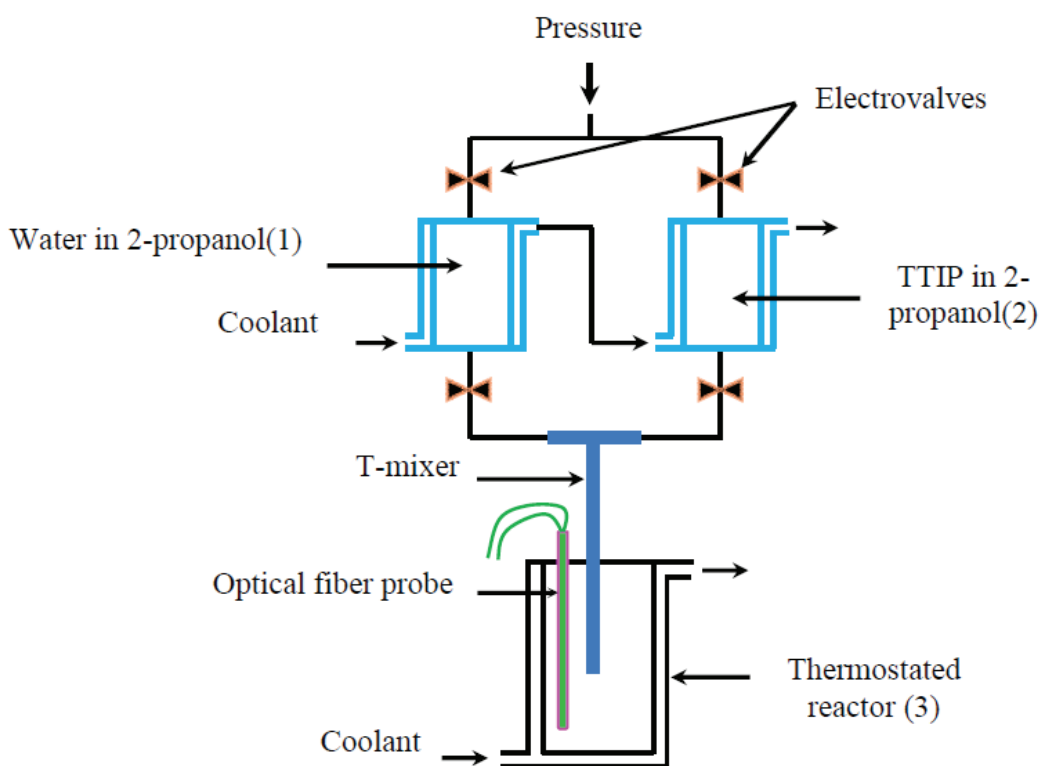 Pressure
Electrovalves
Water in 2-propanol(1)
TTIP in 2-
propanol(2)
Coolant
T-mixer
Optical fiber probe
Thermostated
reactor (3)
Coolant